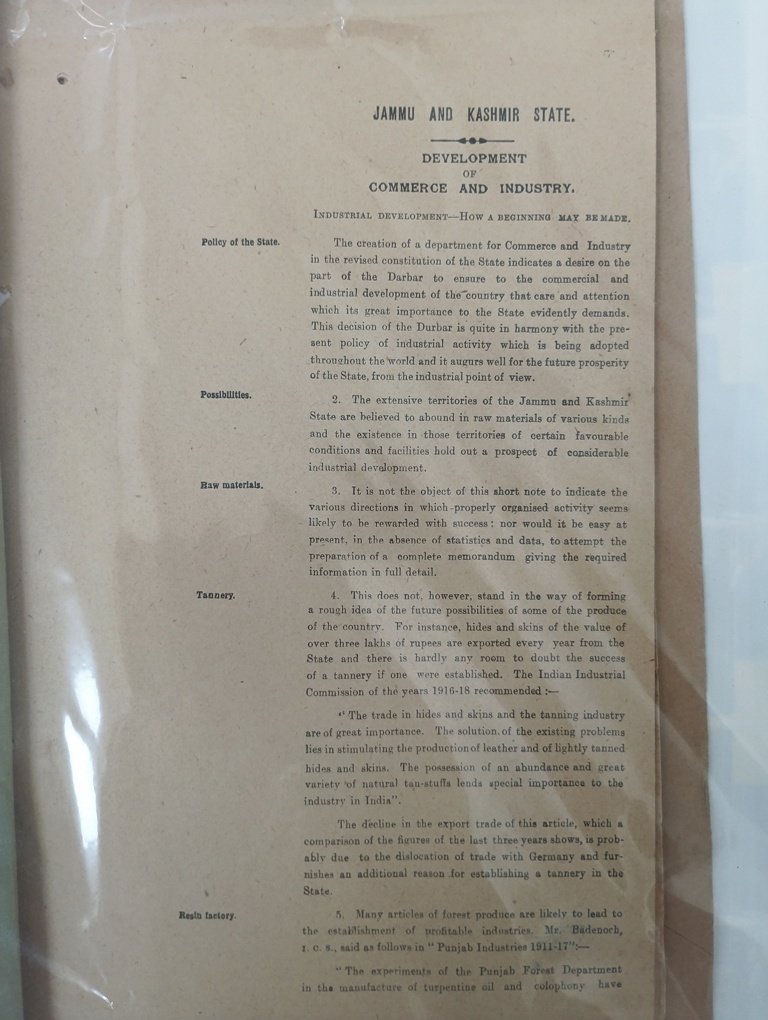 JAMMU AND KASHMIR STATE.
DEVELOPMENT
OF
COMMERCE AND INDUSTRY.
INDUSTRIAL DEVELOPMENT—HOW A BEGINNING MAY BE MADE.
Policy of the State.
The creation of a department for Commerce and Industry
in the revised constitution of the State indicates a desire on the
part of the Darbar to ensure to the commercial and
industrial development of the country that care and attention
which its great importance to the State evidently demands.
This decision of the Durbar is quite in harmony with the pre-
sent policy of industrial activity which is being adopted
throughout the world and it augurs well for the future prosperity
of the State, from the industrial point of view.
Possibilities.
2. The extensive territories of the Jammu and Kashmir
State are believed to abound in raw materials of various kinds
and the existence in those territories of certain favourable
conditions and facilities hold out a prospect of considerable
industrial development.
Raw materials.
3. It is not the object of this short note to indicate the
various directions in which properly organised activity seems
likely to be rewarded with success; nor would it be easy at
present, in the absence of statistics and data, to attempt the
preparation of a complete memorandum giving the required
information in full detail.
Tannery.
4. This does not, however, stand in the way of forming
a rough idea of the future possibilities of some of the produce
of the country. For instance, hides and skins of the value of
over three lakhs of rupees are exported every year from the
State and there is hardly any room to doubt the success
of a tannery if one were established. The Indian Industrial
Commission of the years 1916-18 recommended :—
"The trade in hides and skins and the tanning industry
are of great importance. The solution of the existing problems
lies in stimulating the production of leather and of lightly tanned
hides and skins. The possession of an abundance and great
variety of natural tan-stuffs lends special importance to the
industry in India".
The decline in the export trade of this article, which a
comparison of the figures of the last three years shows, is prob-
ably due to the dislocation of trade with Germany and fur-
nishes an additional reason for establishing a tannery in the
State.
Resin factory.
5. Many articles of forest produce are likely to lead to
the establishment of profitable industries. Mr. Badenoch,
I. C. S., said as follows in "Punjab Industries 1911-17":—
"The experiments of the Punjab Forest Department
in the manufacture of turpentine oil and colophony have